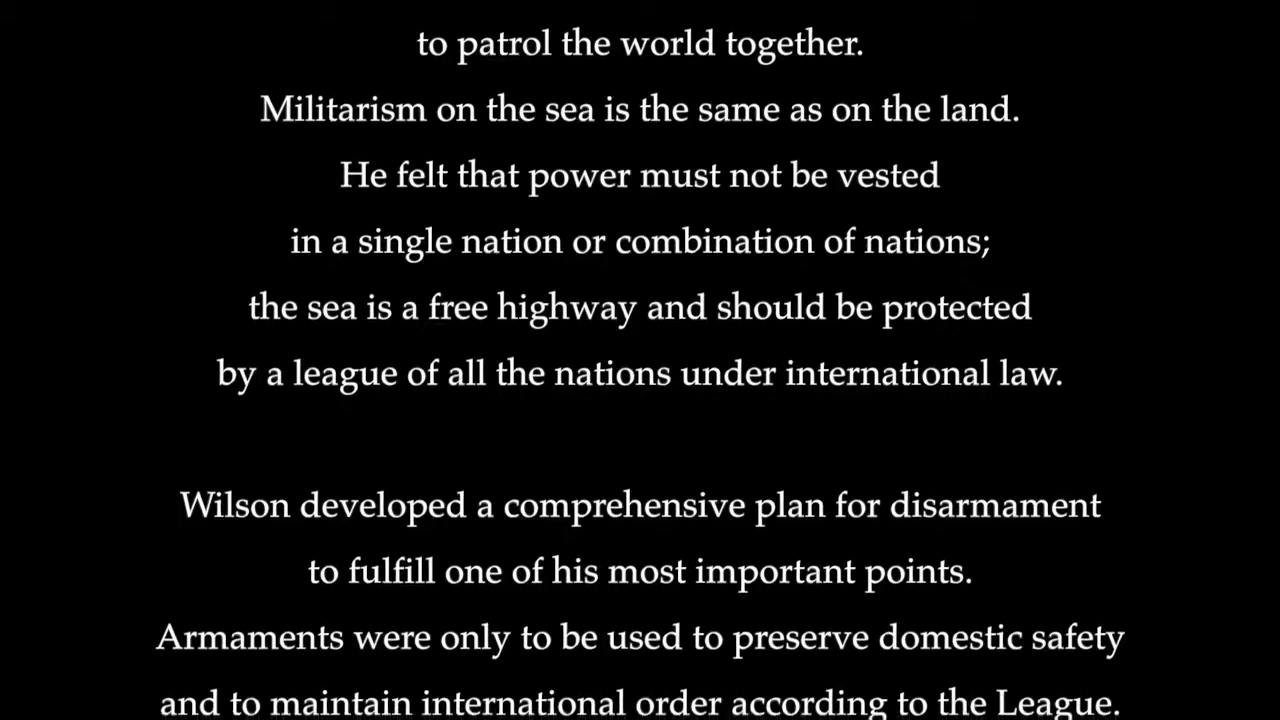 to patrol the world together.
Militarism on the sea is the same as on the land.
He felt that power must not be vested
in a single nation or combination of nations;
the sea is a free highway and should be protected
by a league of all the nations under international law.
Wilson developed a comprehensive plan for disarmament
to fulfill one of his most important points.
Armaments were only to be used to preserve domestic safety
and to maintain international order according to the League.